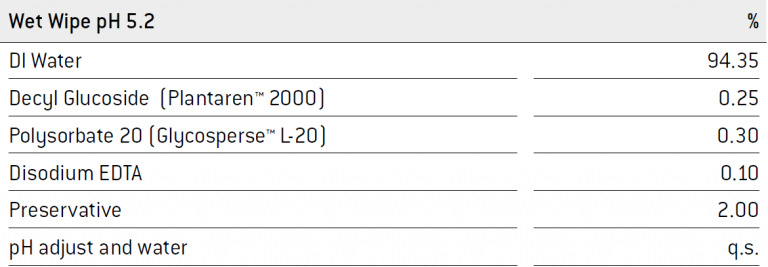 Wet Wipe pH 5.2 %
DI Water 94.35
Decyl Glucoside (Plantaren™ 2000) 0.25
Polysorbate 20 (Glycosperse™ L-20) 0.30
Disodium EDTA 0.10
Preservative 2.00
pH adjust and water q.s.